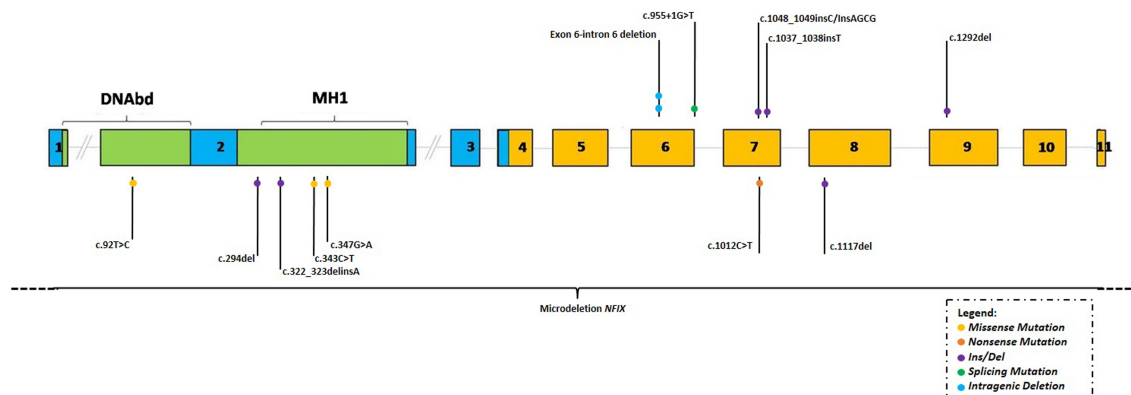 c.955+1G>T
c.1048_1049insC/InsAGCG
Exon 6-intron 6 deletion
c.1037_1038insT
c.1292del
DNAbd
MH1
1
2
3
4
5
6
7
8
9
10
11
c.92T>C
c.294del
c.322_323delinsA
c.343C>T
c.347G>A
c.1012C>T
c.1117del
Microdeletion NFIX
Legend:
Missense Mutation
Nonsense Mutation
Ins/Del
Splicing Mutation
Intragenic Deletion